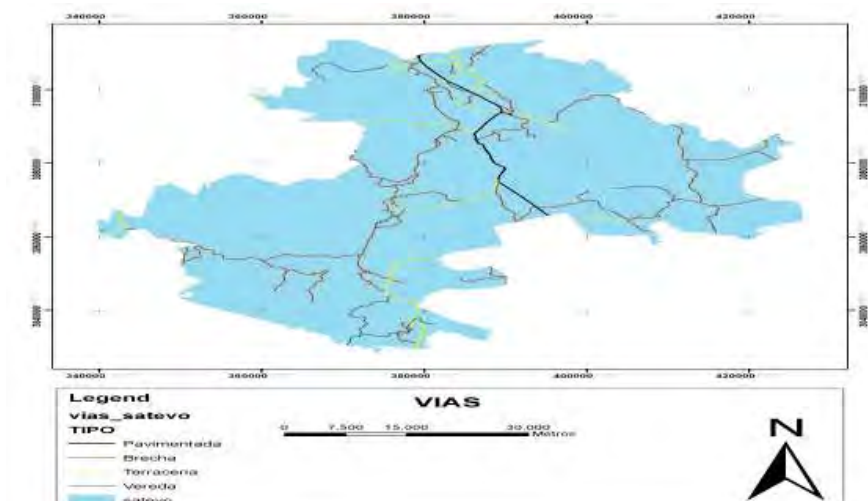 340000 360000 380000 400000 420000
340000 360000 380000 400000 420000
Legend
vias_satevo
TIPO
Pavimentada
Brecha
Terraceria
Vereda
satevo
VIAS
0 7.500 15.000 30.000
Metros
N